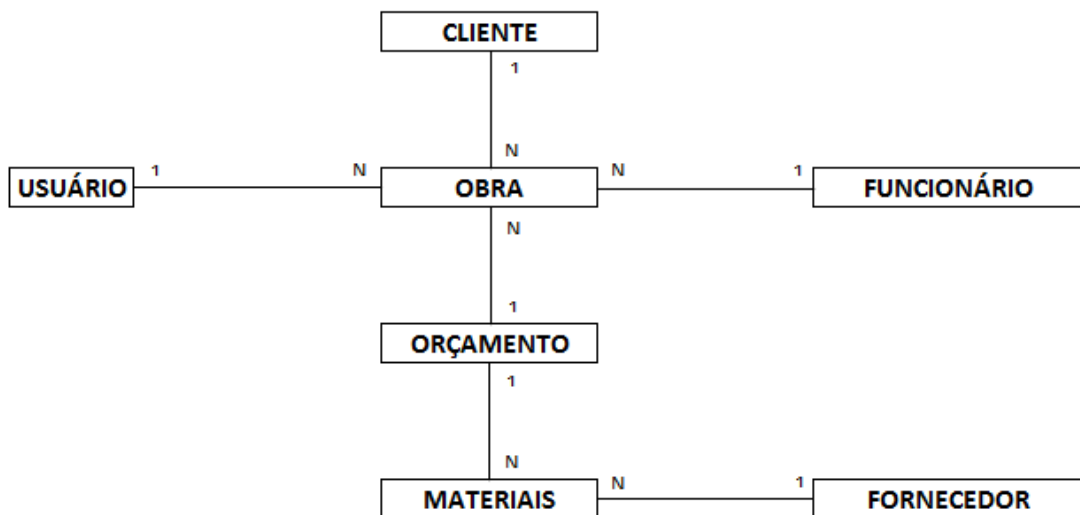 CLIENTE
1
N
USUÁRIO 1 N OBRA N 1 FUNCIONÁRIO
N
1
ORÇAMENTO
1
N
MATERIAIS N 1 FORNECEDOR